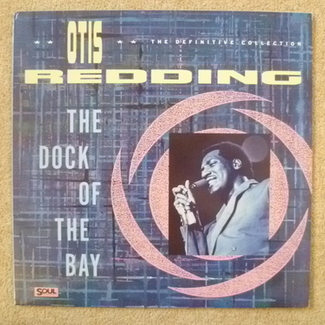 OTIS
THE DEFINITIVE COLLECTION
REDDING
THE
DOCK
OF
THE
BAY
SOUL